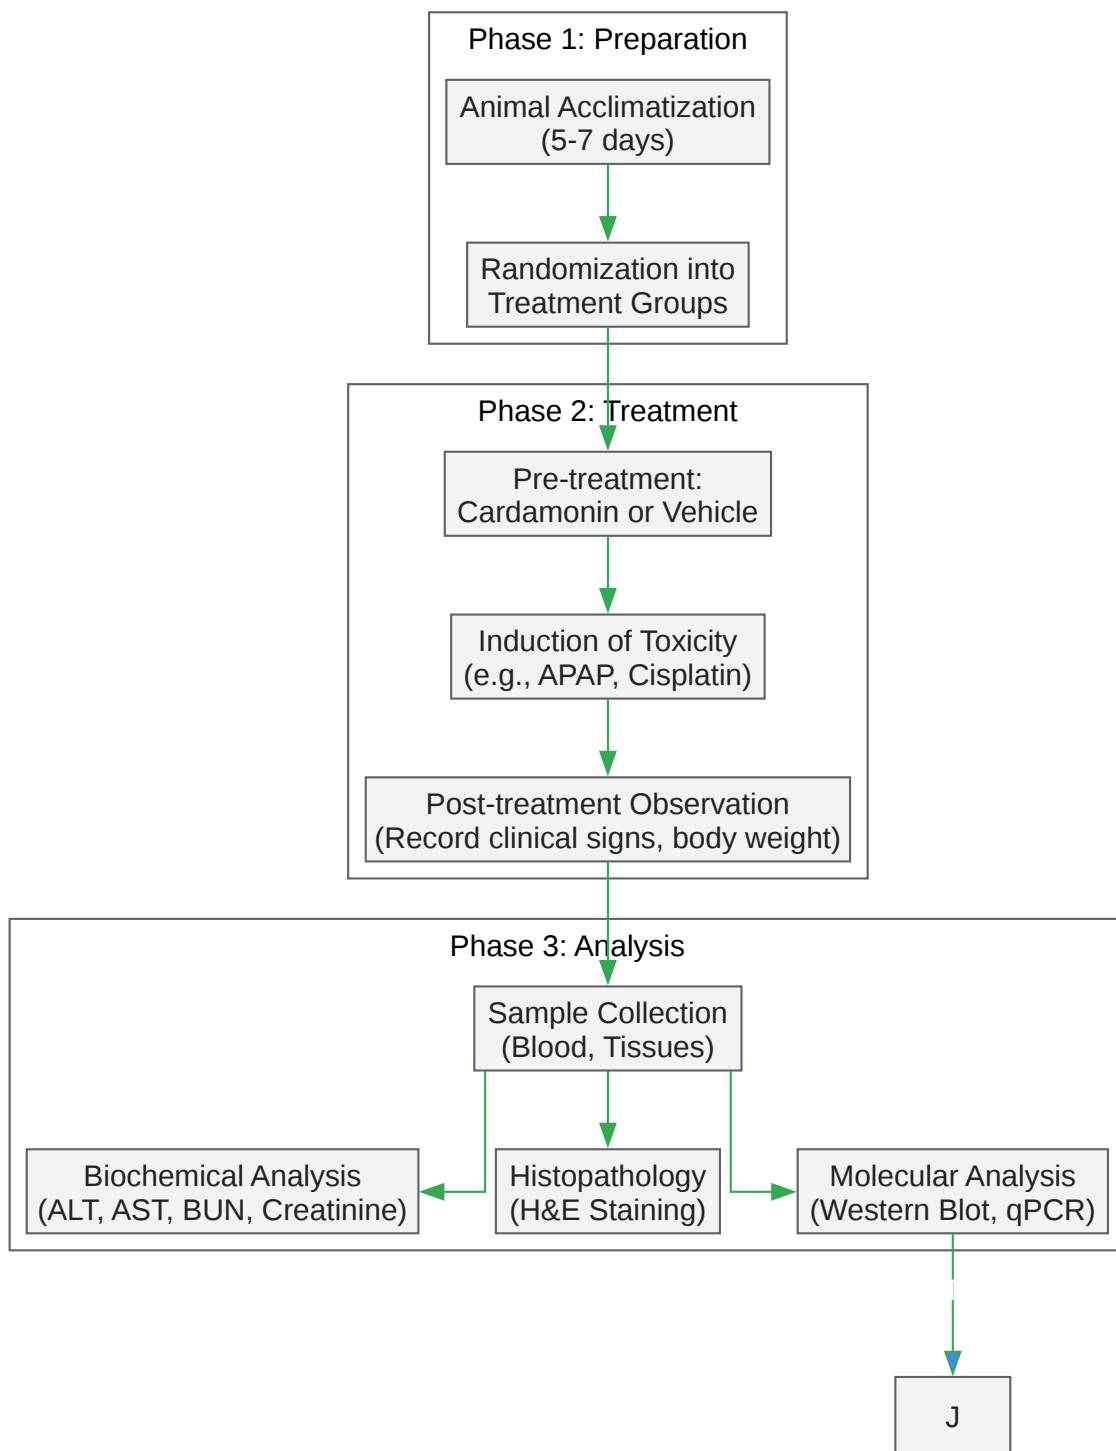 Phase 1: Preparation
Animal Acclimatization
(5-7 days)
Randomization into
Treatment Groups
Phase 2: Treatment
Pre-treatment:
Cardamonin or Vehicle
Induction of Toxicity
(e.g., APAP, Cisplatin)
Post-treatment Observation
(Record clinical signs, body weight)
Phase 3: Analysis
Sample Collection
(Blood, Tissues)
Biochemical Analysis
(ALT, AST, BUN, Creatinine)
Histopathology
(H&E Staining)
Molecular Analysis
(Western Blot, qPCR)
J